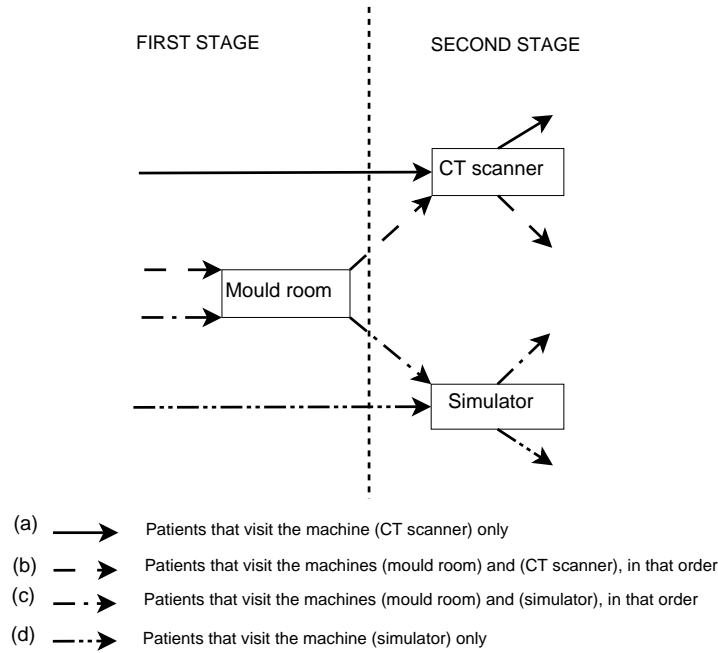 FIRST STAGE
SECOND STAGE
CT scanner
Mould room
Simulator
(a) Patients that visit the machine (CT scanner) only
(b) Patients that visit the machines (mould room) and (CT scanner), in that order
(c) Patients that visit the machines (mould room) and (simulator), in that order
(d) Patients that visit the machine (simulator) only